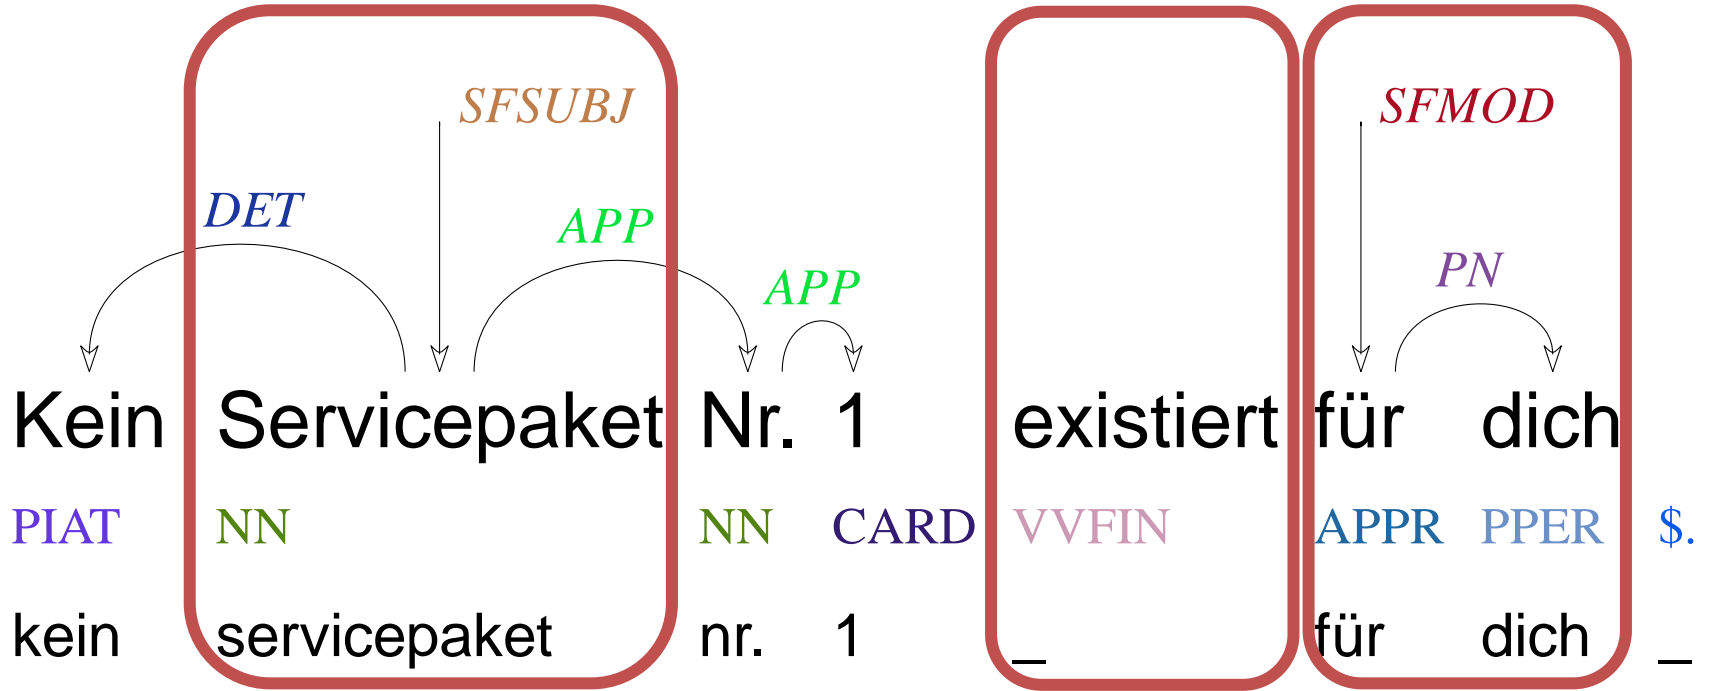 SFSUBJ SFMOD
DET APP
APP PN
Kein Servicepaket Nr. 1 existiert für dich
PIAT NN NN CARD VVFIN APPR PPER $.
kein servicepaket nr. 1 _ für dich _